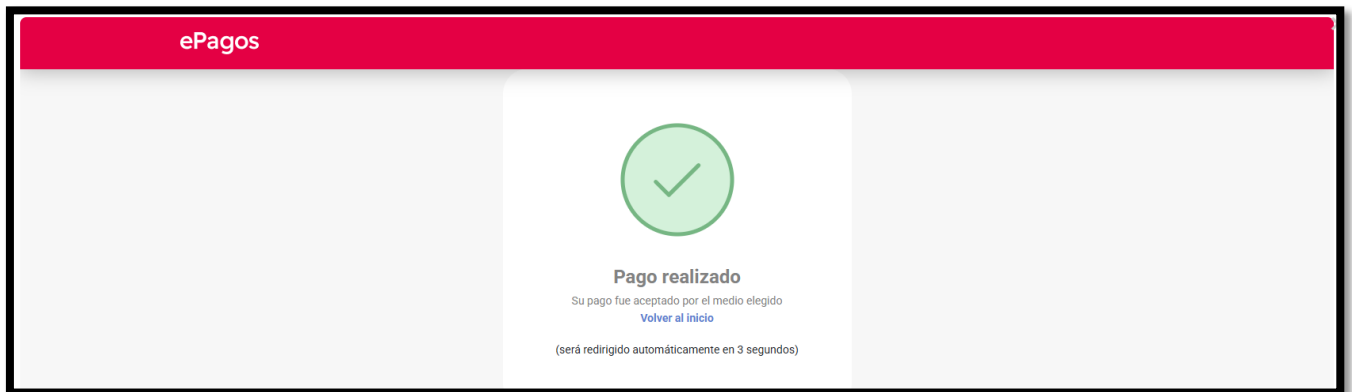 ePagos
Pago realizado
Su pago fue aceptado por el medio elegido
Volver al inicio
(será redirigido automáticamente en 3 segundos)